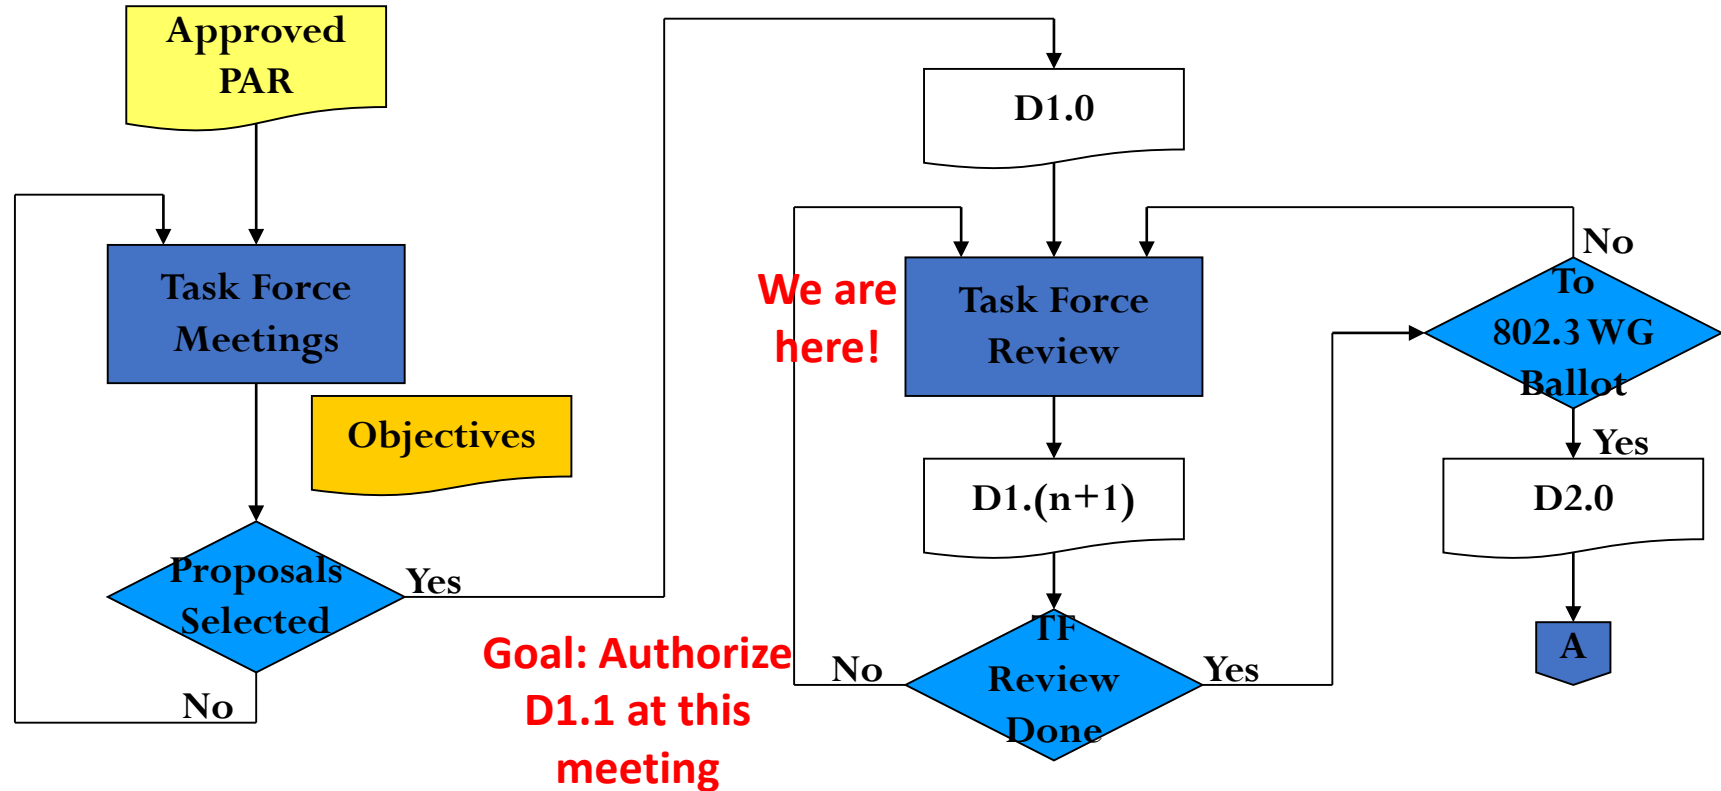 Approved
PAR
Task Force
Meetings
Objectives
Proposals
Selected
Yes
No
D1.0
We are
here!
Task Force
Review
D1.(n+1)
TF
Review
Done
No
Yes
Goal: Authorize
D1.1 at this
meeting
No
To
802.3 WG
Ballot
Yes
D2.0
A